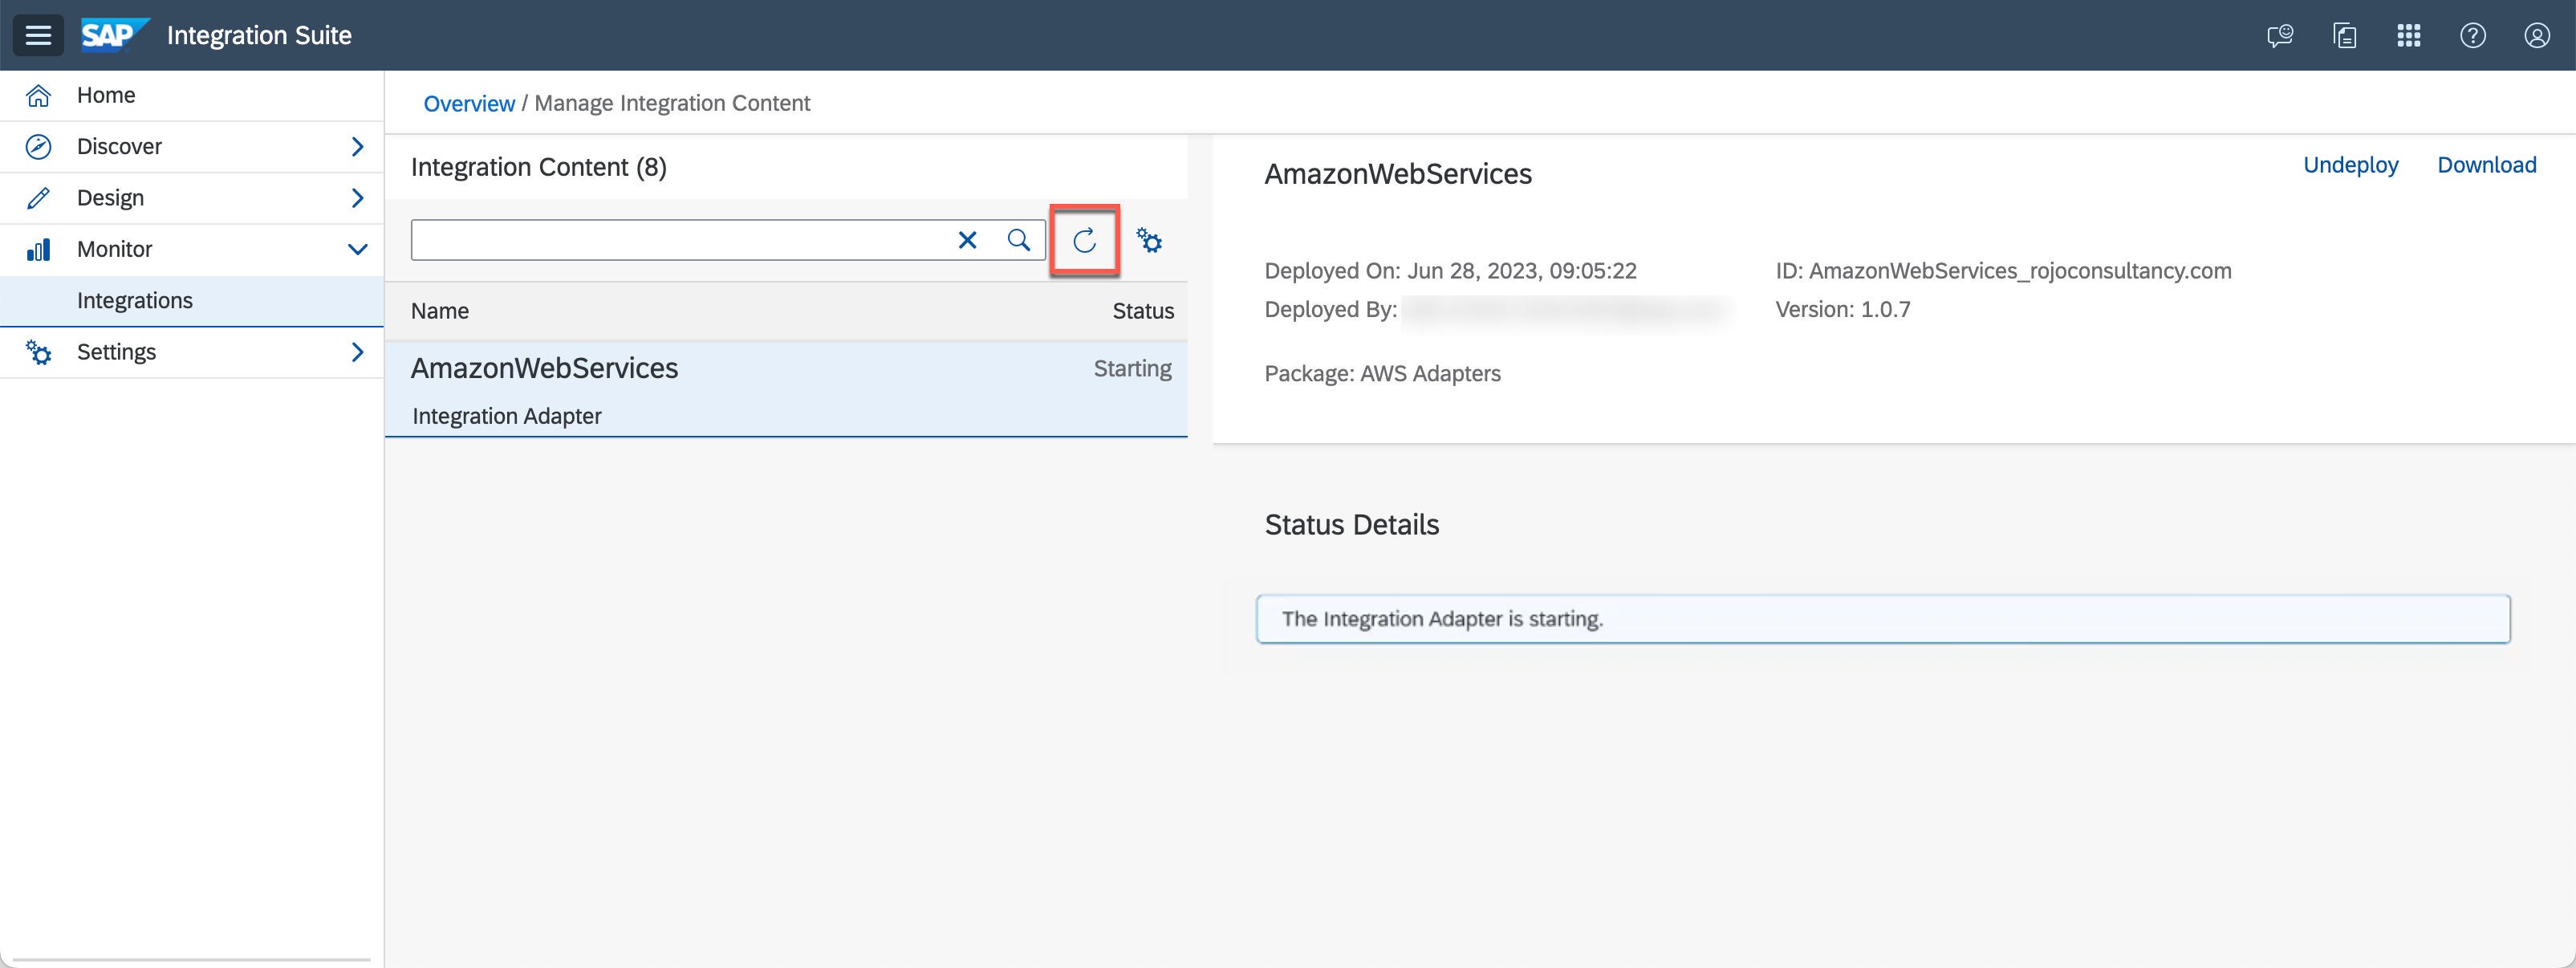 SAP Integration Suite
Home
Discover
Design
Monitor
Integrations
Settings
Overview / Manage Integration Content
Integration Content (8)
Name Status
AmazonWebServices Starting
Integration Adapter
AmazonWebServices
Undeploy Download
Deployed On: Jun 28, 2023, 09:05:22
ID: AmazonWebServices_rojoconsultancy.com
Deployed By:
Version: 1.0.7
Package: AWS Adapters
Status Details
The Integration Adapter is starting.